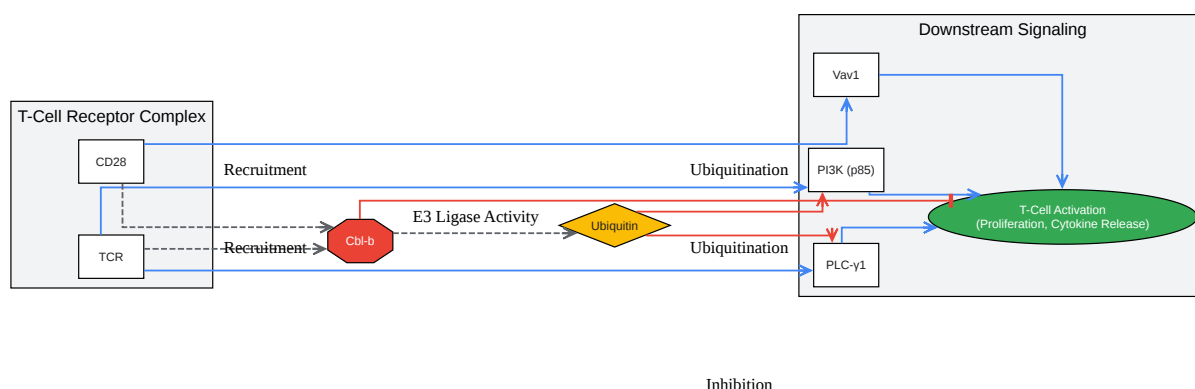 Downstream Signaling
Vav1
T-Cell Receptor Complex
CD28
Recruitment
Ubiquitination
PI3K (p85)
E3 Ligase Activity
T-Cell Activation
(Proliferation, Cytokine Release)
Ubiquitin
Cbl-b
TCR
Recruitment
Ubiquitination
PLC-γ1
Inhibition